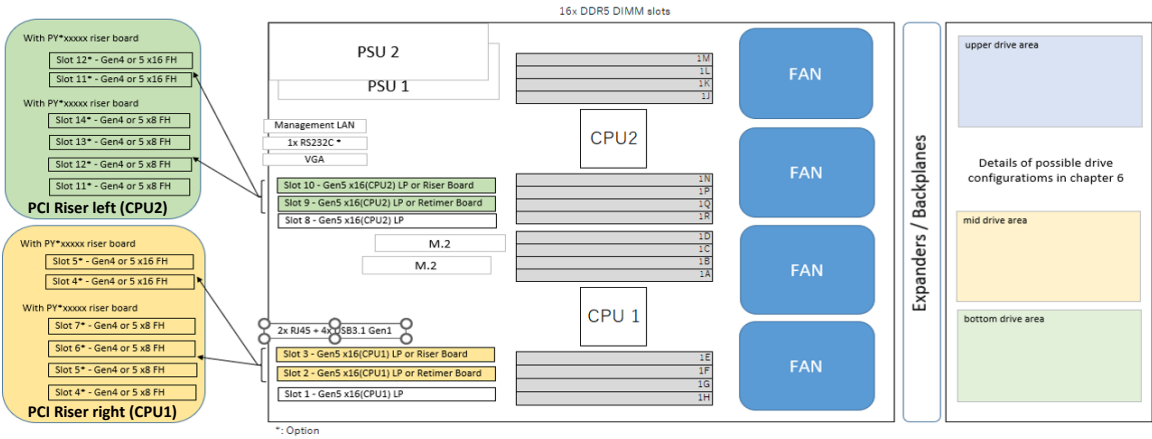 16x DDR5 DIMM slots
With PY*xxxxx riser board
Slot 12* - Gen4 or 5 x16 FH
Slot 11* - Gen4 or 5 x16 FH
With PY*xxxxx riser board
Slot 14* - Gen4 or 5 x8 FH
Slot 13* - Gen4 or 5 x8 FH
Slot 12* - Gen4 or 5 x8 FH
Slot 11* - Gen4 or 5 x8 FH
PCI Riser left (CPU2)
With PY*xxxxx riser board
Slot 5* - Gen4 or 5 x16 FH
Slot 4* - Gen4 or 5 x16 FH
With PY*xxxxx riser board
Slot 7* - Gen4 or 5 x8 FH
Slot 6* - Gen4 or 5 x8 FH
Slot 5* - Gen4 or 5 x8 FH
Slot 4* - Gen4 or 5 x8 FH
PCI Riser right (CPU1)
PSU 2
PSU 1
Management LAN
1x RS232C *
VGA
Slot 10 - Gen5 x16(CPU2) LP or Riser Board
Slot 9 - Gen5 x16(CPU2) LP or Retimer Board
Slot 8 - Gen5 x16(CPU2) LP
M.2
M.2
2x RJ45 + 4x USB3.1 Gen1
Slot 3 - Gen5 x16(CPU1) LP or Riser Board
Slot 2 - Gen5 x16(CPU1) LP or Retimer Board
Slot 1 - Gen5 x16(CPU1) LP
*: Option
1M
1L
1K
1J
CPU2
1N
1P
1Q
1R
1D
1C
1B
1A
CPU 1
1E
1F
1G
1H
FAN
FAN
FAN
FAN
Expanders / Backplanes
upper drive area
Details of possible drive
configuratioms in chapter 6
mid drive area
bottom drive area